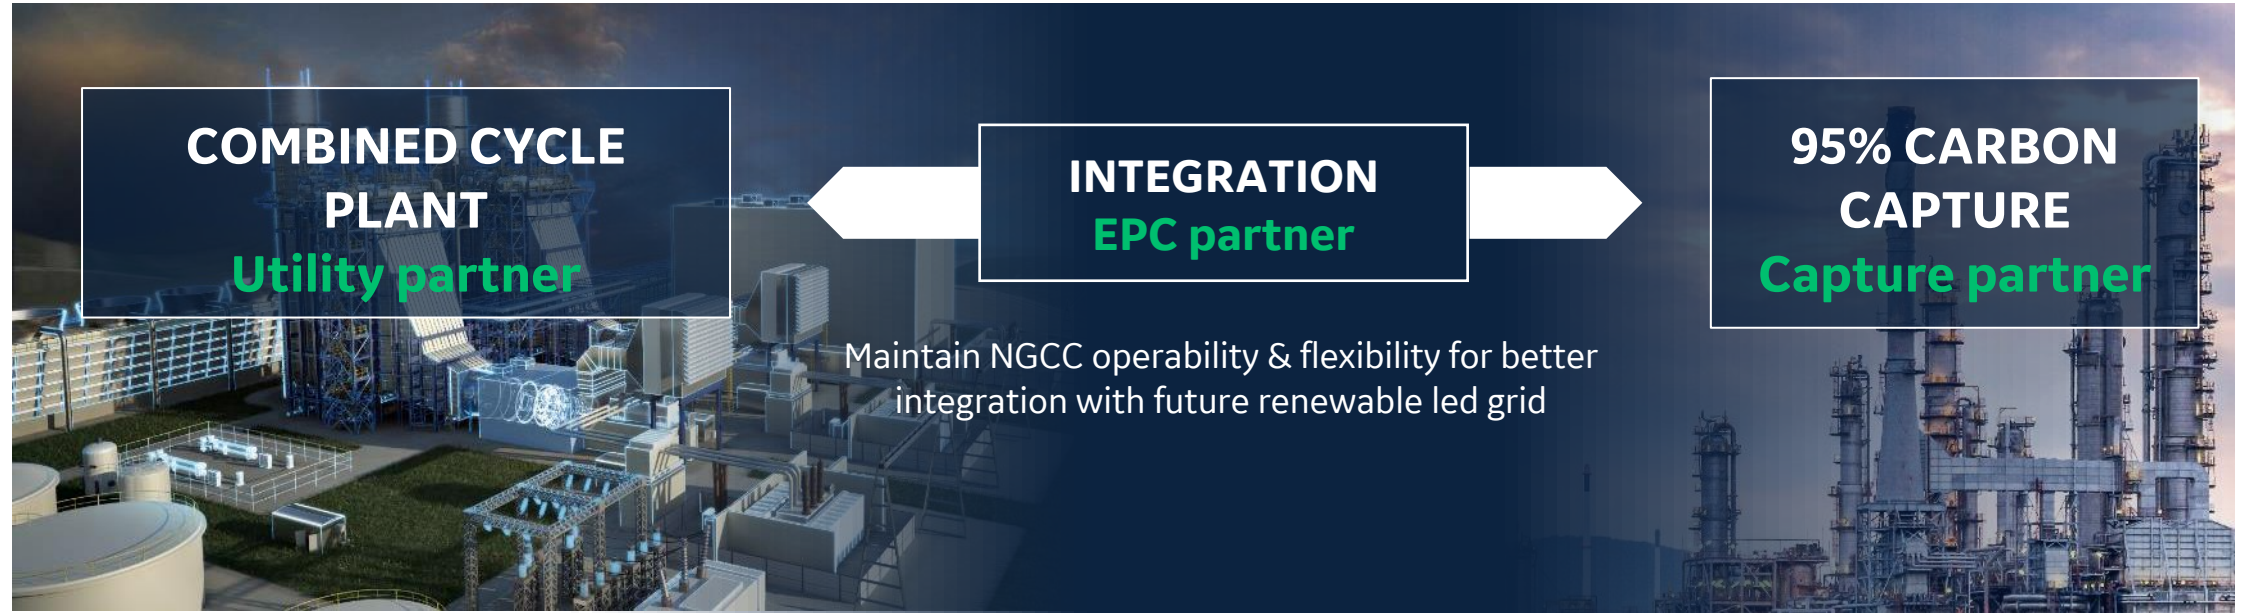 COMBINED CYCLE
PLANT
Utility partner
INTEGRATION
EPC partner
Maintain NGCC operability & flexibility for better
integration with future renewable led grid
95% CARBON
CAPTURE
Capture partner